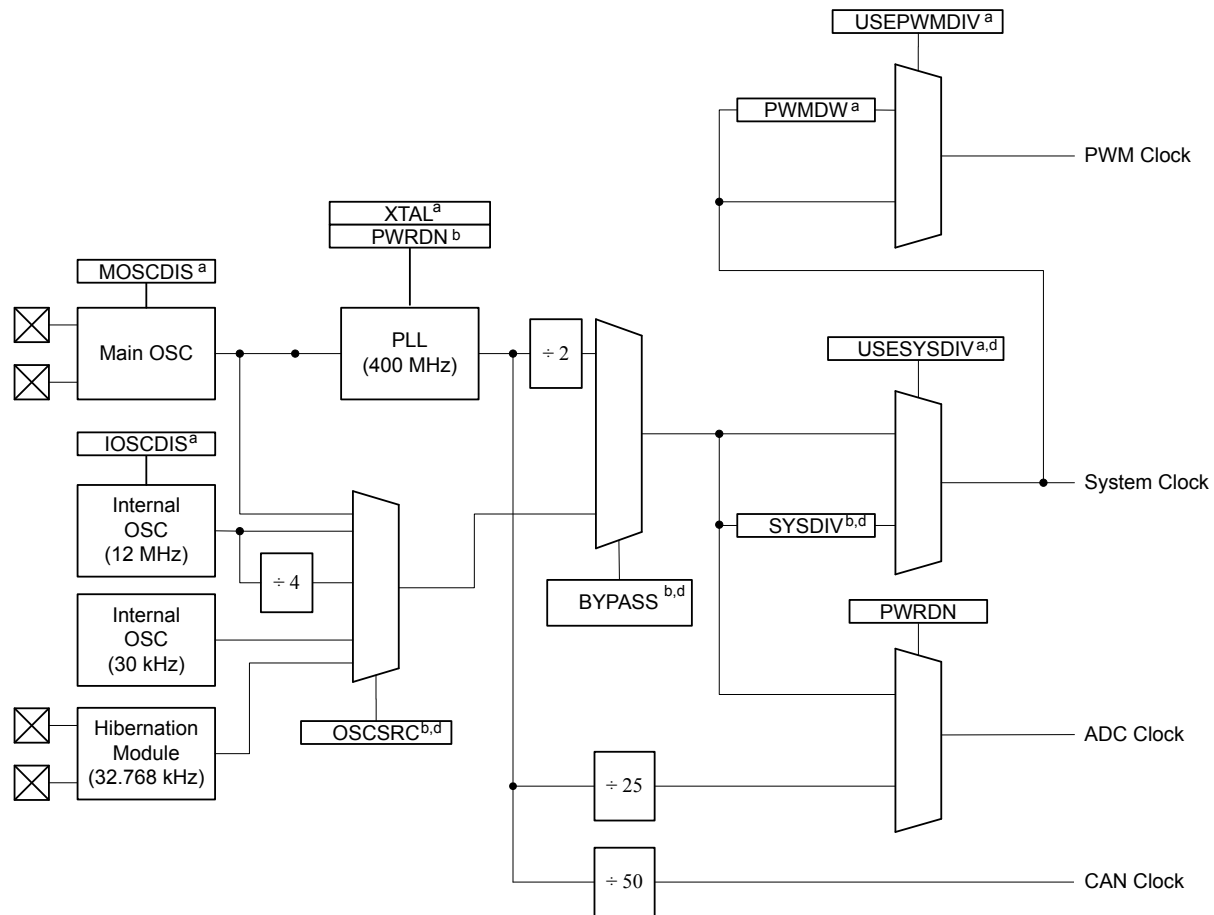 USEPWMDIV a
PWMDW a
PWM Clock
XTAL a
PWRDN b
MOSCDIS a
Main OSC
PLL
(400 MHz)
÷ 2
USESYSDIV a,d
IOSCDIS a
Internal
OSC
(12 MHz)
÷ 4
System Clock
SYSDIV b,d
BYPASS b,d
Internal
OSC
(30 kHz)
PWRDN
OSCSRC b,d
Hibernation
Module
(32.768 kHz)
ADC Clock
÷ 25
÷ 50
CAN Clock